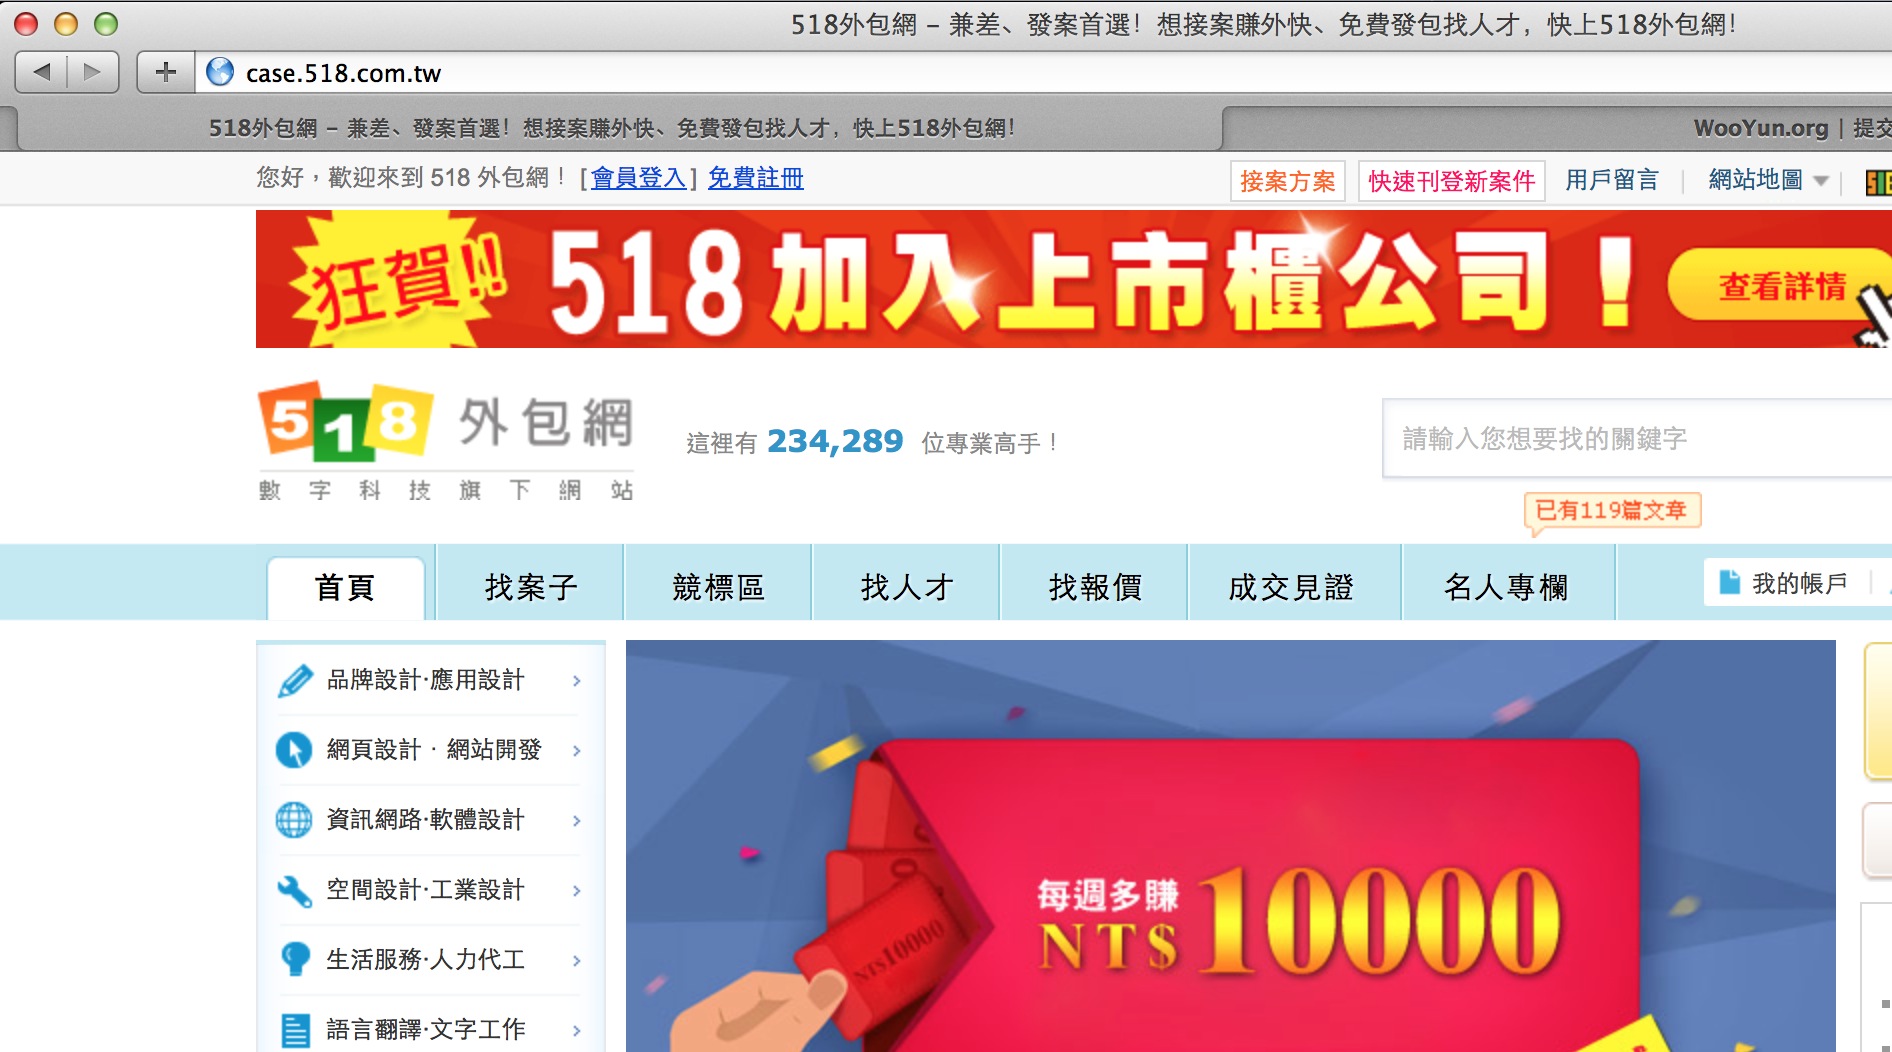 518外包網 – 兼差、發案首選！想接案賺外快、免費發包找人才，快上518外包網！
case.518.com.tw
518外包網 – 兼差、發案首選！想接案賺外快、免費發包找人才，快上518外包網！
WooYun.org | 提交
您好，歡迎來到 518 外包網！ [會員登入] 免費註冊
接案方案 快速刊登新案件 用戶留言 網站地圖
狂賀!! 518加入上市櫃公司！ 查看詳情
518 外包網
數字科技旗下網站
這裡有 234,289 位專業高手！
請輸入您想要找的關鍵字
已有119篇文章
首頁 找案子 競標區 找人才 找報價 成交見證 名人專欄 我的帳戶
品牌設計·應用設計
網頁設計 · 網站開發
資訊網路·軟體設計
空間設計·工業設計
生活服務·人力代工
語言翻譯·文字工作
每週多賺
NT$10000
NT$10000